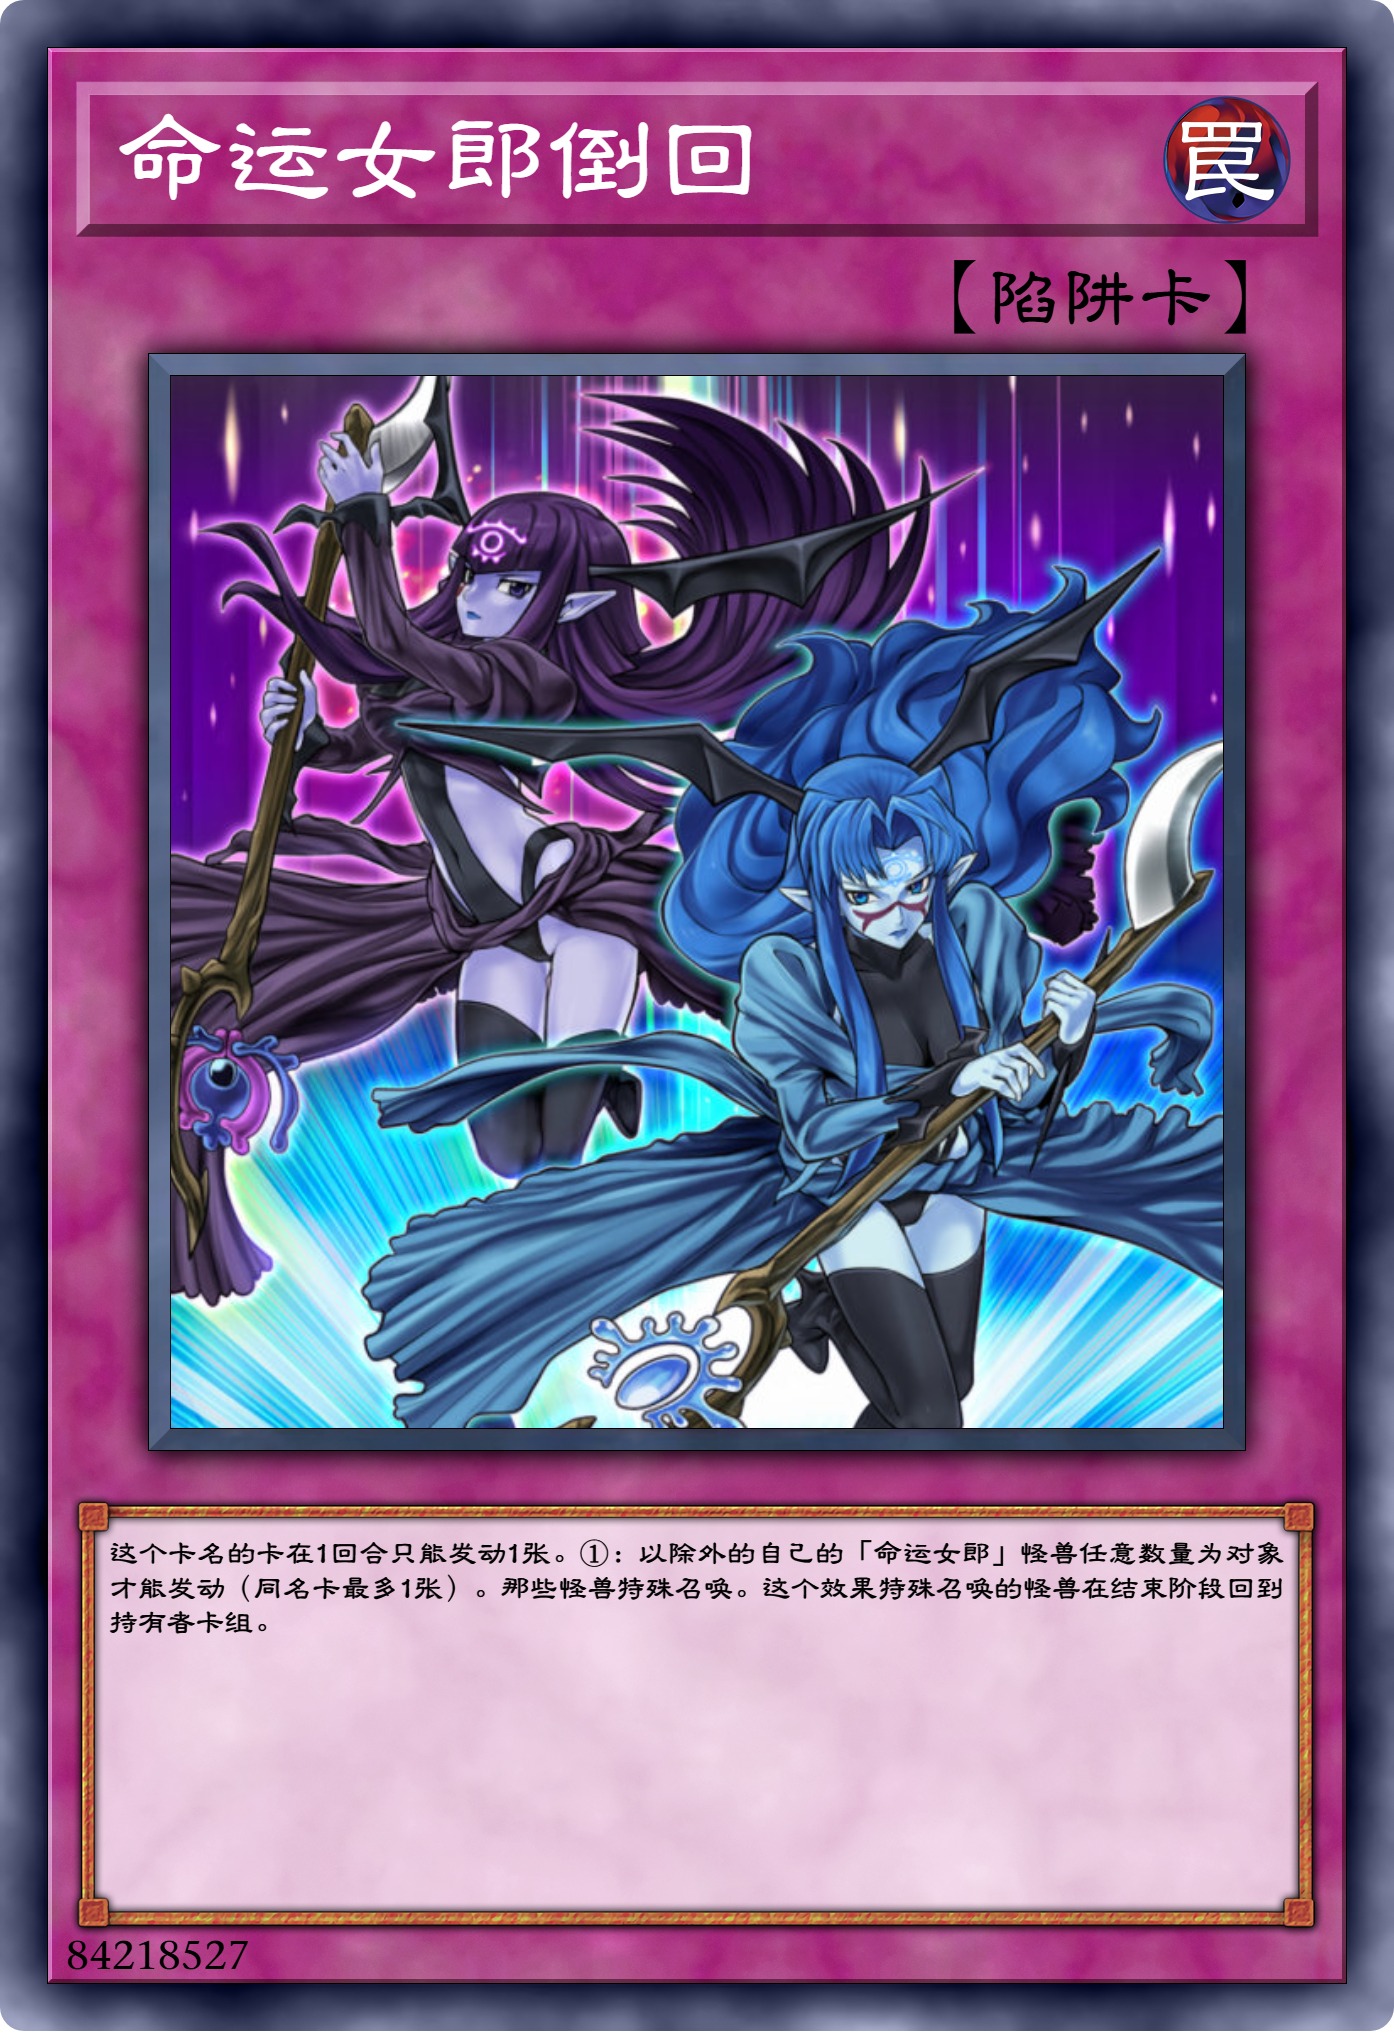 命运女郎倒回
罠
【陷阱卡】
这个卡名的卡在1回合只能发动1张。①：以除外的自己的「命运女郎」怪兽任意数量为对象
才能发动（同名卡最多1张）。那些怪兽特殊召唤。这个效果特殊召唤的怪兽在结束阶段回到
持有者卡组。
84218527